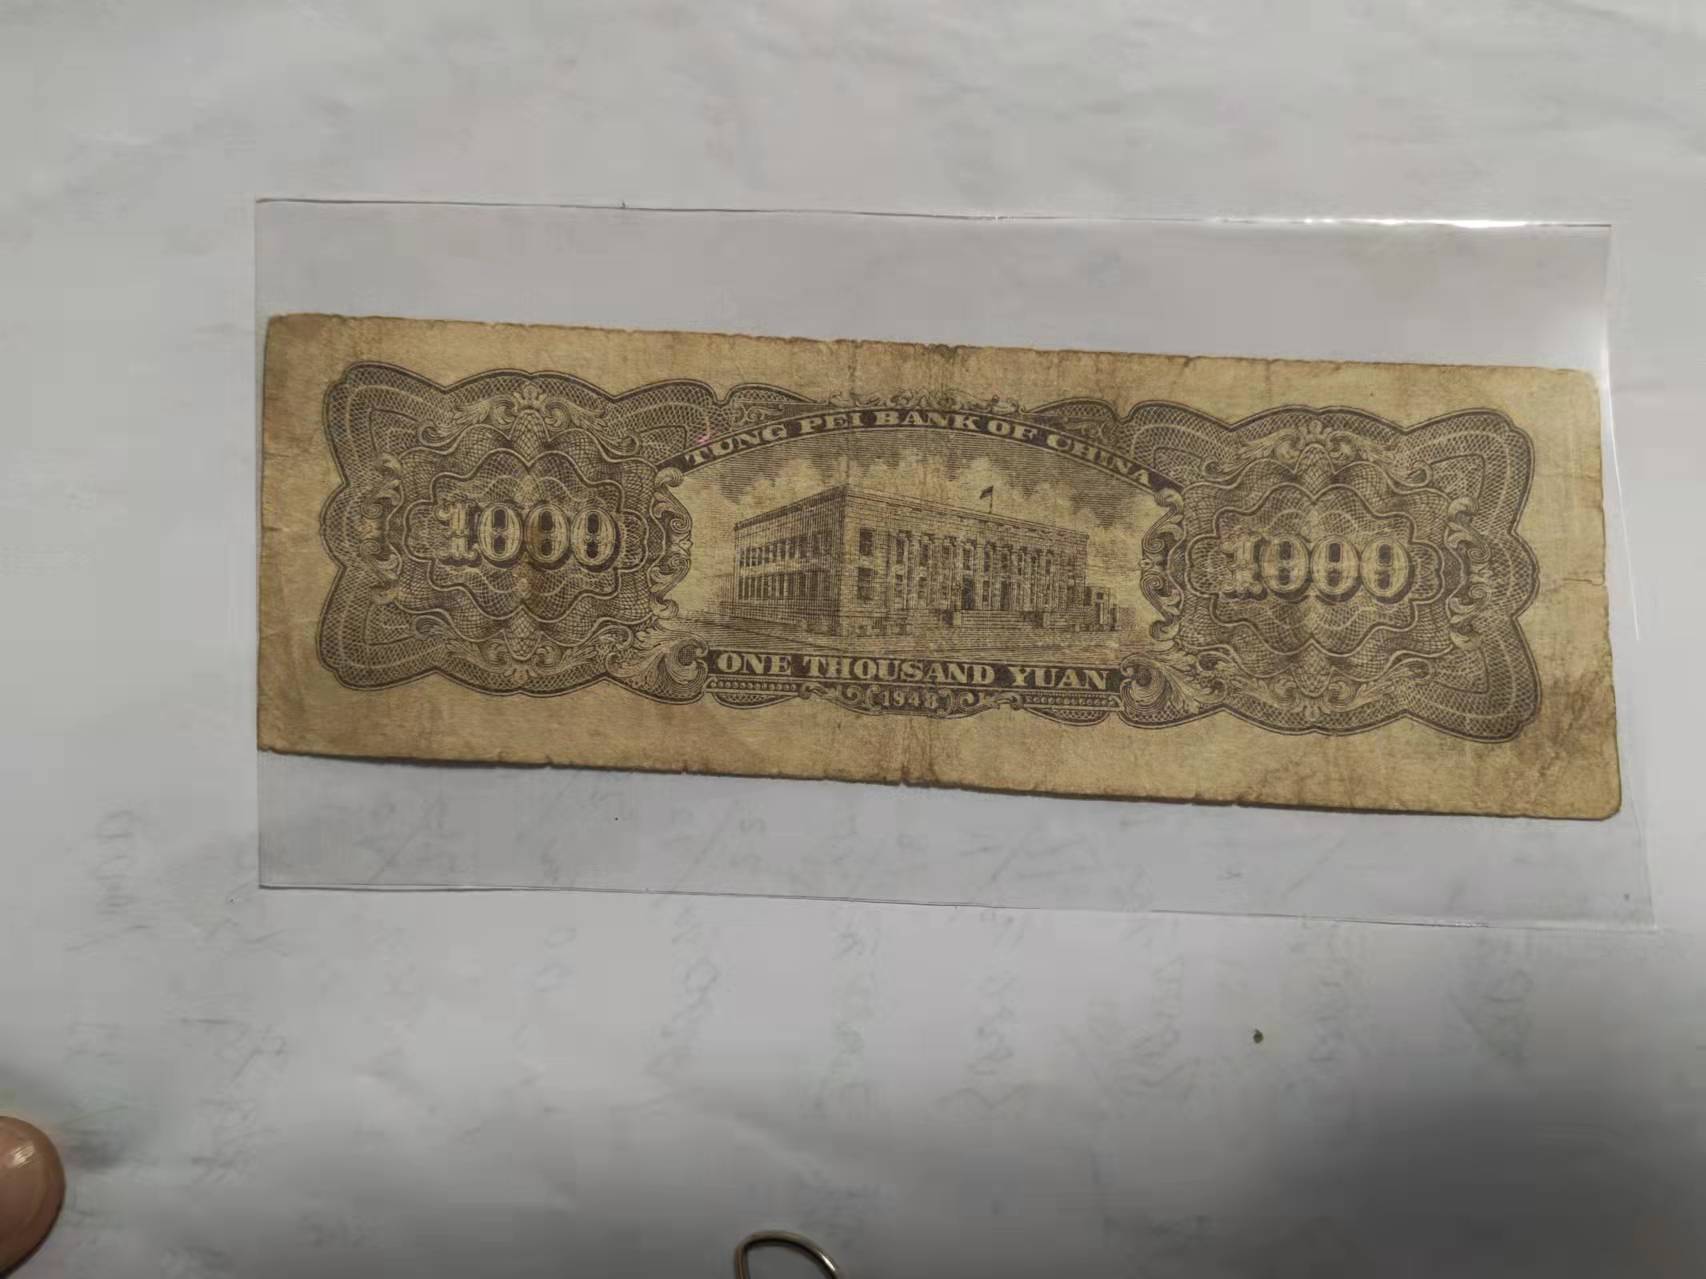 TUNG PEI BANK OF CHINA
1000
1000
ONE THOUSAND YUAN
1948